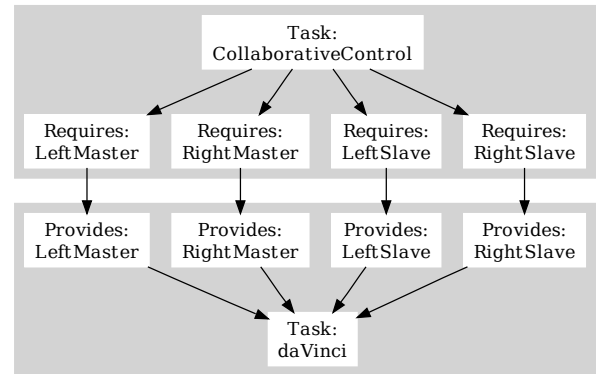 Task:
CollaborativeControl
Requires:
LeftMaster
Requires:
RightMaster
Requires:
LeftSlave
Requires:
RightSlave
Provides:
LeftMaster
Provides:
RightMaster
Provides:
LeftSlave
Provides:
RightSlave
Task:
daVinci